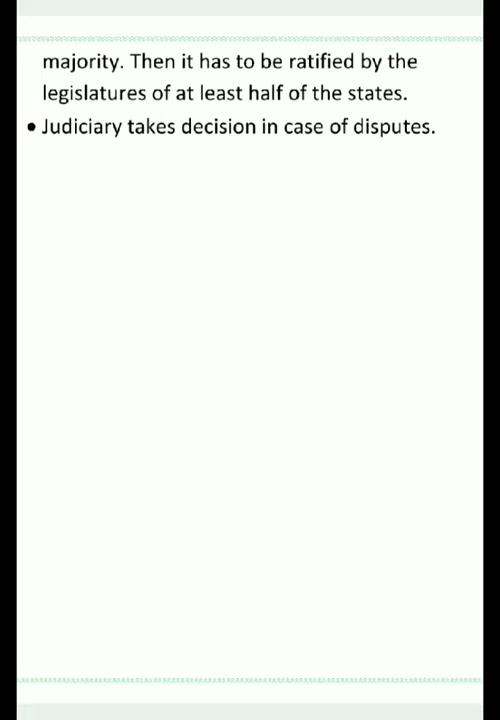 majority. Then it has to be ratified by the
legislatures of at least half of the states.
• Judiciary takes decision in case of disputes.